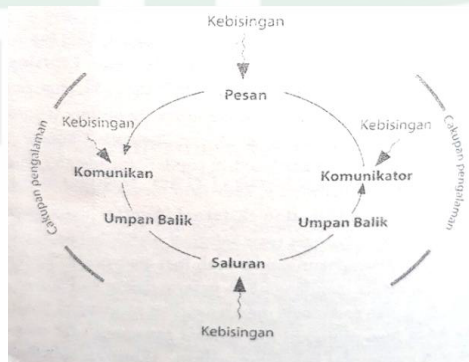 Kebisingan
Pesan
Kebisingan
Kebisingan
Cakupan pengalaman
Komunikan
Komunikator
Cakupan pengalaman
Umpan Balik
Umpan Balik
Saluran
Kebisingan